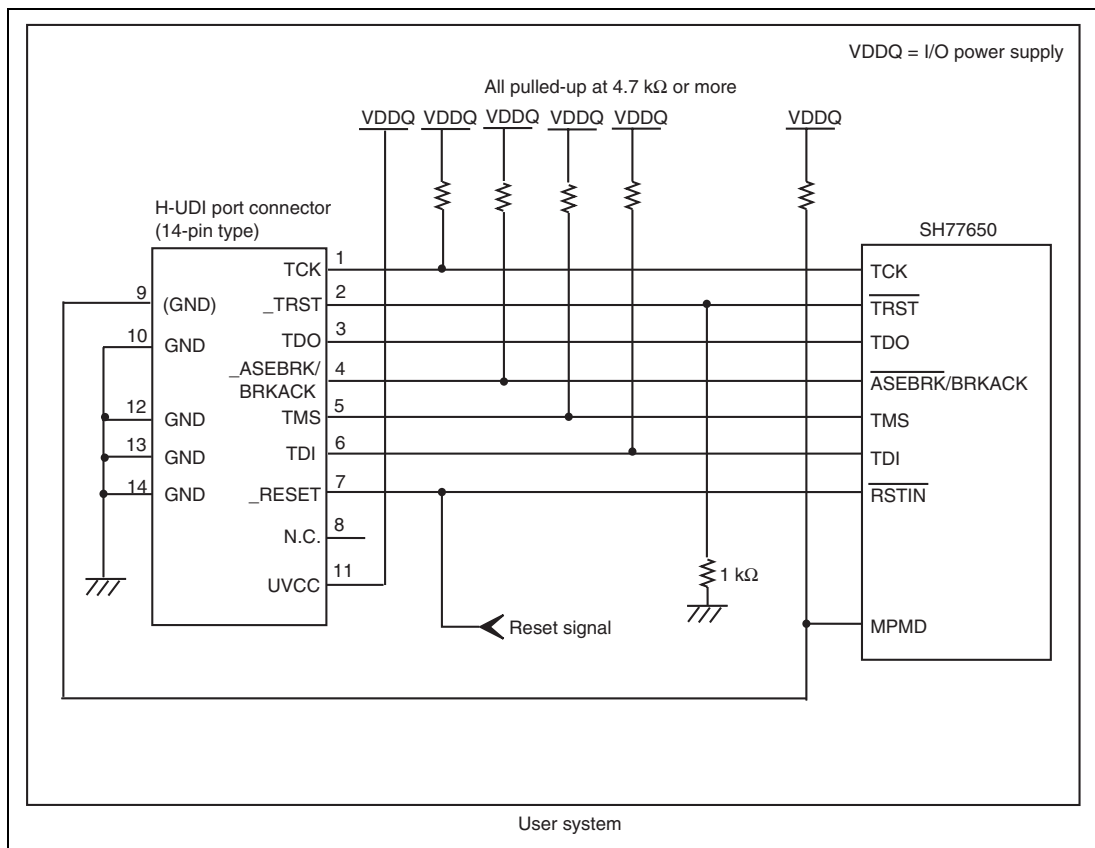 VDDQ = I/O power supply
All pulled-up at 4.7 kΩ or more
VDDQ VDDQ VDDQ VDDQ VDDQ VDDQ
H-UDI port connector
(14-pin type)
SH77650
TCK 1 TCK
9 (GND) _TRST 2 TRST
10 GND TDO 3 TDO
_ASEBRK/
BRKACK 4 ASEBRK/BRKACK
12 GND TMS 5 TMS
13 GND TDI 6 TDI
14 GND _RESET 7 RSTIN
N.C. 8
UVCC 11
1 kΩ
Reset signal
MPMD
User system